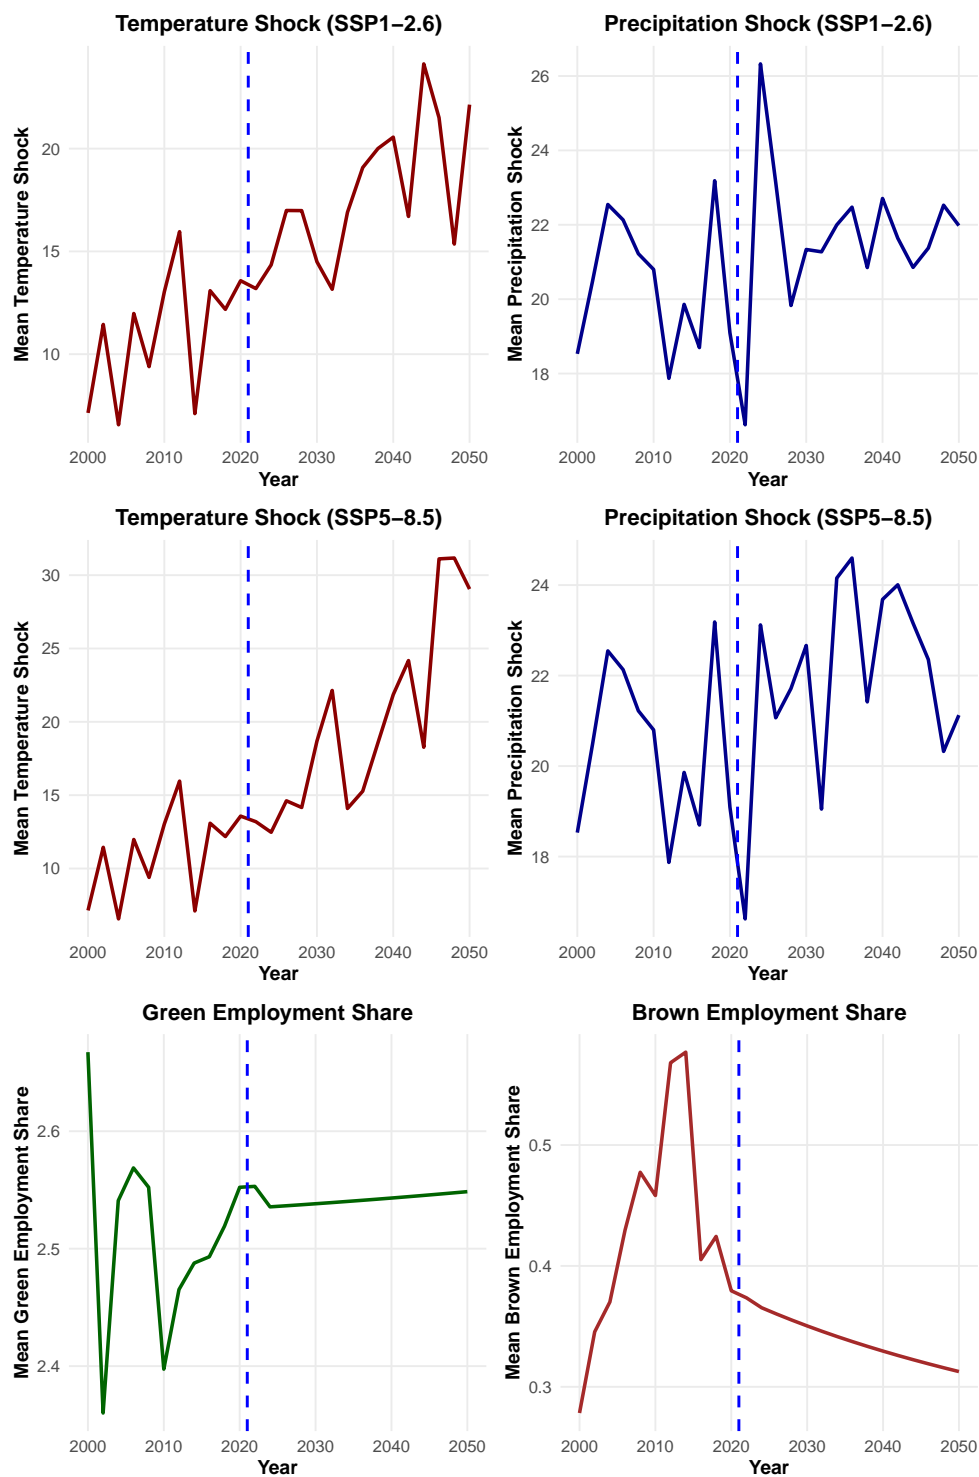 Temperature Shock (SSP1−2.6)
Mean Temperature Shock
20
15
10
2000 2010 2020 2030 2040 2050
Year
Precipitation Shock (SSP1−2.6)
Mean Precipitation Shock
26
24
22
20
18
2000 2010 2020 2030 2040 2050
Year
Temperature Shock (SSP5−8.5)
Mean Temperature Shock
30
25
20
15
10
2000 2010 2020 2030 2040 2050
Year
Precipitation Shock (SSP5−8.5)
Mean Precipitation Shock
24
22
20
18
2000 2010 2020 2030 2040 2050
Year
Green Employment Share
Mean Green Employment Share
2.6
2.5
2.4
2000 2010 2020 2030 2040 2050
Year
Brown Employment Share
Mean Brown Employment Share
0.5
0.4
0.3
2000 2010 2020 2030 2040 2050
Year